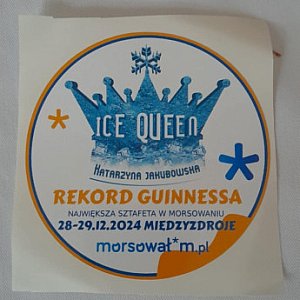 ICE QUEEN
KATARZYNA JAKUBOWSKA
REKORD GUINNESSA
NAJWIĘKSZA SZTAFETA W MORSOWANIU
28-29.12.2024 MIĘDZYZDROJE
morsowat*m.pl